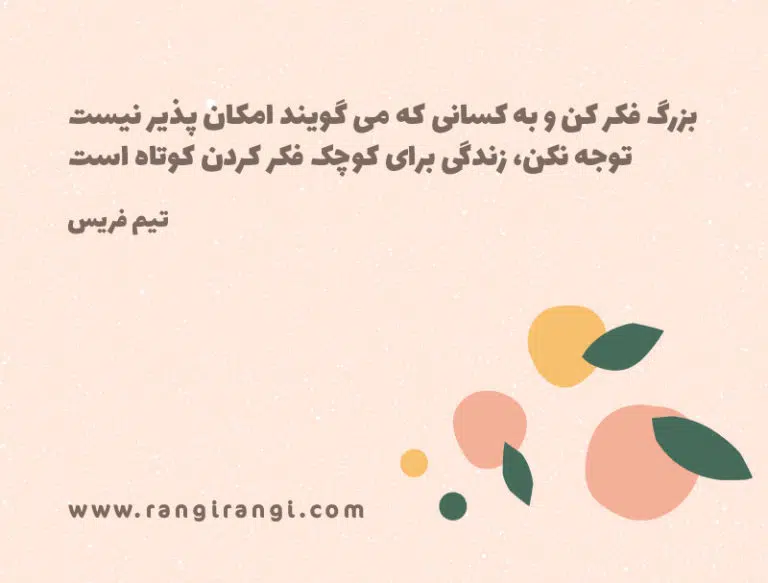 بزرگ فکر کن و به کسانی که می گویند امکان پذیر نیست
توجه نکن، زندگی برای کوچک فکر کردن کوتاه است
تیم فریس
www.rangirangi.com